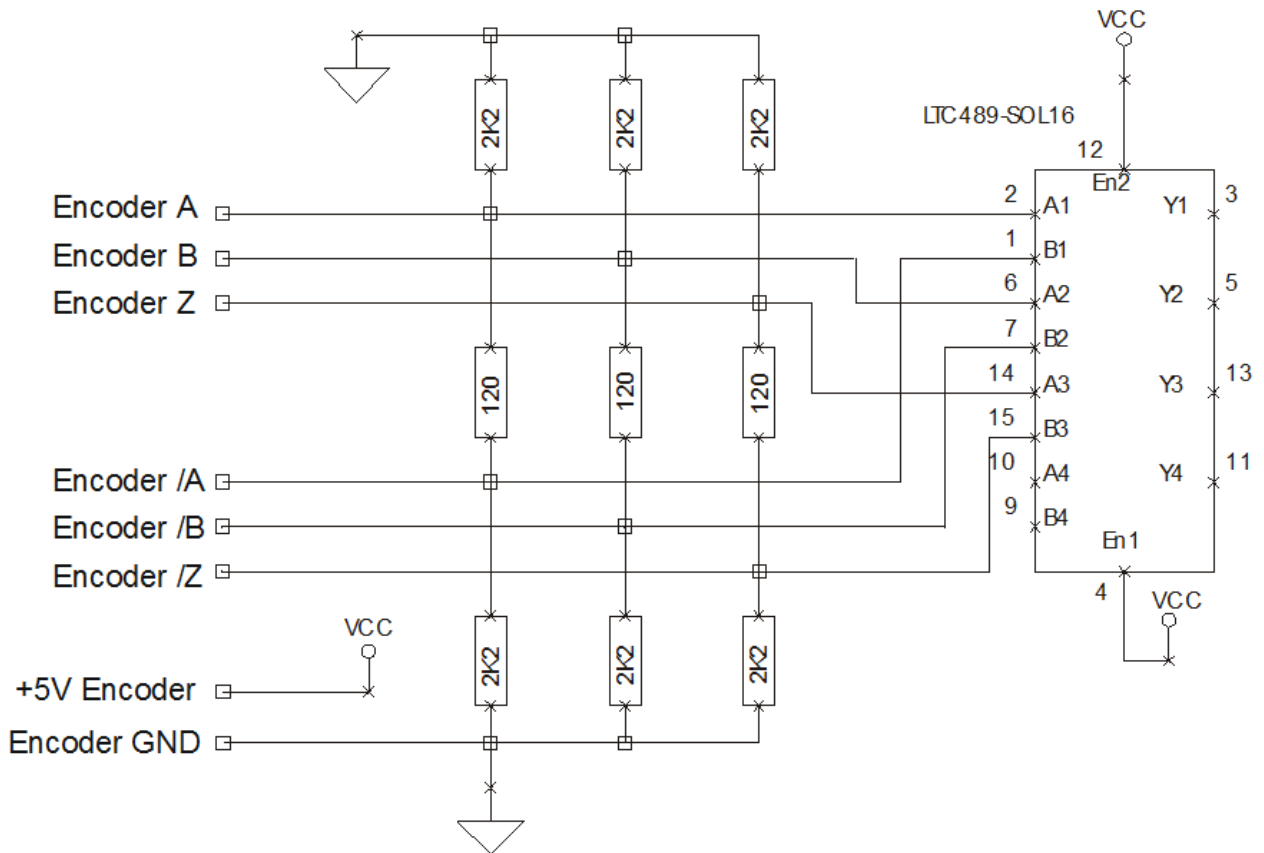 VCC
LTC489-SOL16
2K2 2K2 2K2
12
En2
Encoder A
2 A1 Y1 3
Encoder B
1 B1
Encoder Z
6 A2 Y2 5
7 B2
120 120 120
14 A3 Y3 13
15 B3
Encoder /A
10 A4 Y4 11
Encoder /B
9 B4
En1
Encoder /Z
4
VCC
VCC
2K2 2K2 2K2
+5V Encoder
Encoder GND